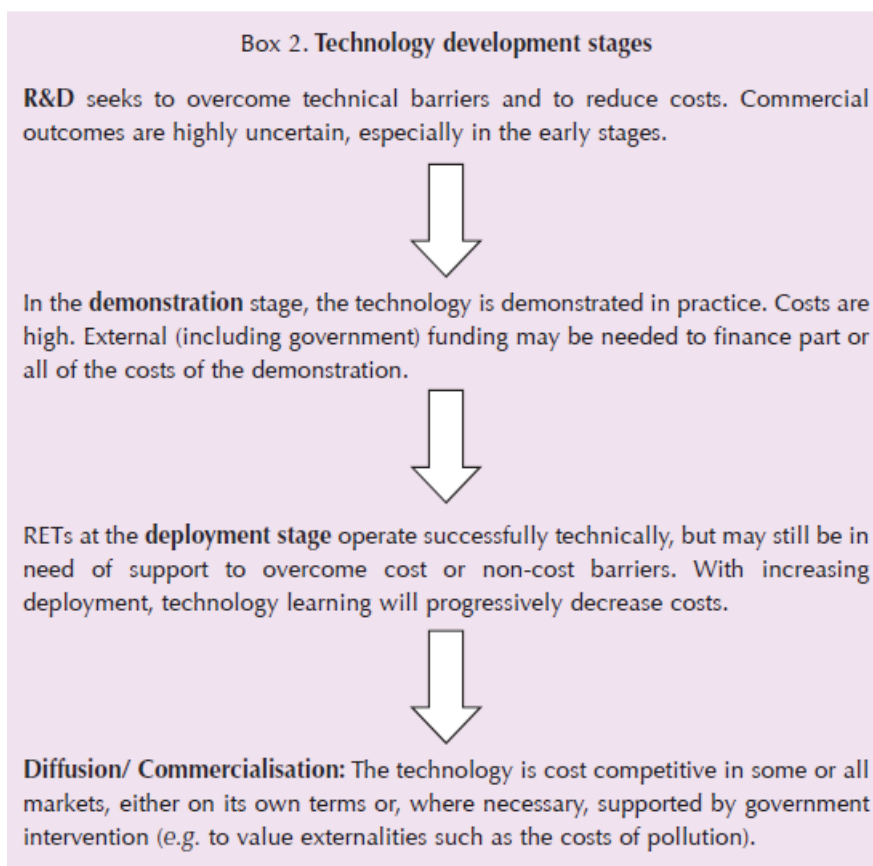 Box 2. Technology development stages
R&D seeks to overcome technical barriers and to reduce costs. Commercial
outcomes are highly uncertain, especially in the early stages.
In the demonstration stage, the technology is demonstrated in practice. Costs are
high. External (including government) funding may be needed to finance part or
all of the costs of the demonstration.
RETs at the deployment stage operate successfully technically, but may still be in
need of support to overcome cost or non-cost barriers. With increasing
deployment, technology learning will progressively decrease costs.
Diffusion/ Commercialisation: The technology is cost competitive in some or all
markets, either on its own terms or, where necessary, supported by government
intervention (e.g. to value externalities such as the costs of pollution).